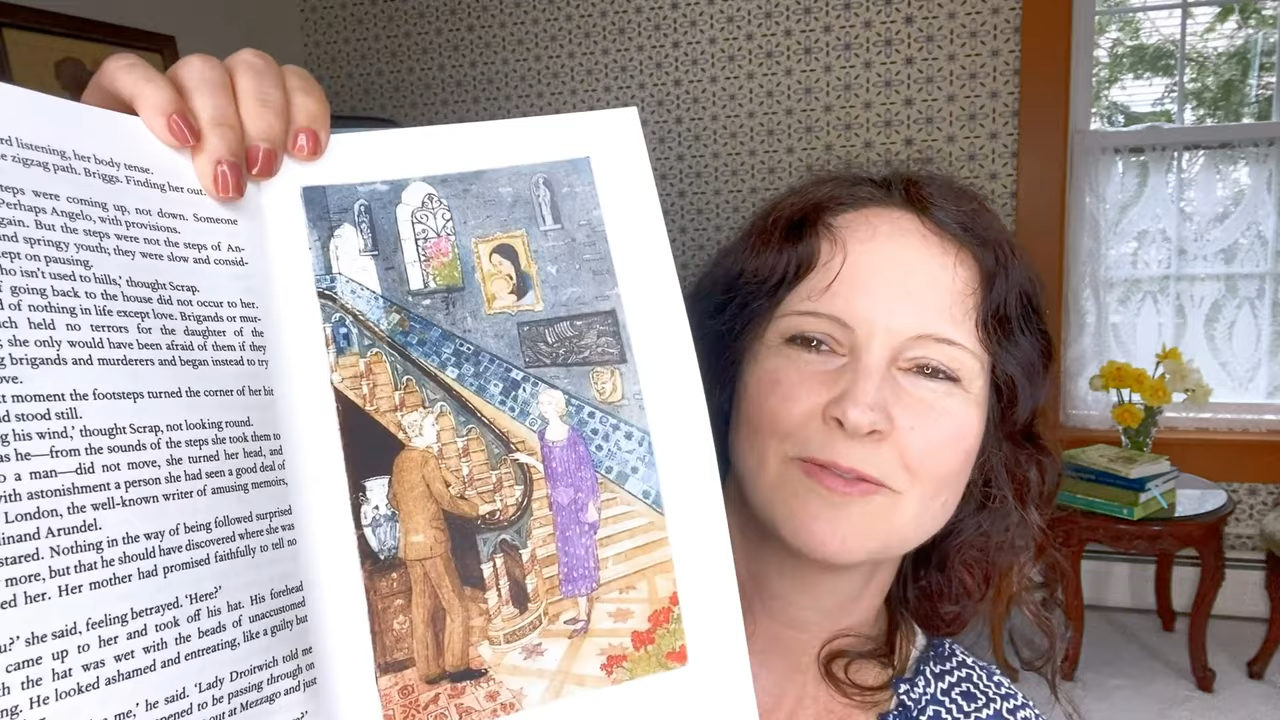 rd listening, her body tense.
e zigzag path. Briggs. Finding her out.
teps were coming up, not down. Someone
Perhaps Angelo, with provisions.
gain. But the steps were not the steps of An-
and springy youth; they were slow and consid-
ept on pausing.
ho isn't used to hills,' thought Scrap.
f going back to the house did not occur to her.
d of nothing in life except love. Brigands or mur-
ch held no terrors for the daughter of the
; she only would have been afraid of them if they
g brigands and murderers and began instead to try
ove.
t moment the footsteps turned the corner of her bit
nd stood still.
g his wind,' thought Scrap, not looking round.
as he—from the sounds of the steps she took them to
o a man—did not move, she turned her head, and
with astonishment a person she had seen a good deal of
London, the well-known writer of amusing memoirs,
dinand Arundel.
stared. Nothing in the way of being followed surprised
more, but that he should have discovered where she was
ed her. Her mother had promised faithfully to tell no
u?' she said, feeling betrayed. 'Here?'
came up to her and took off his hat. His forehead
th the hat was wet with the beads of unaccustomed
ng. He looked ashamed and entreating, like a guilty but
me,' he said. 'Lady Droitwich told me
pened to be passing through on
out at Mezzago and just